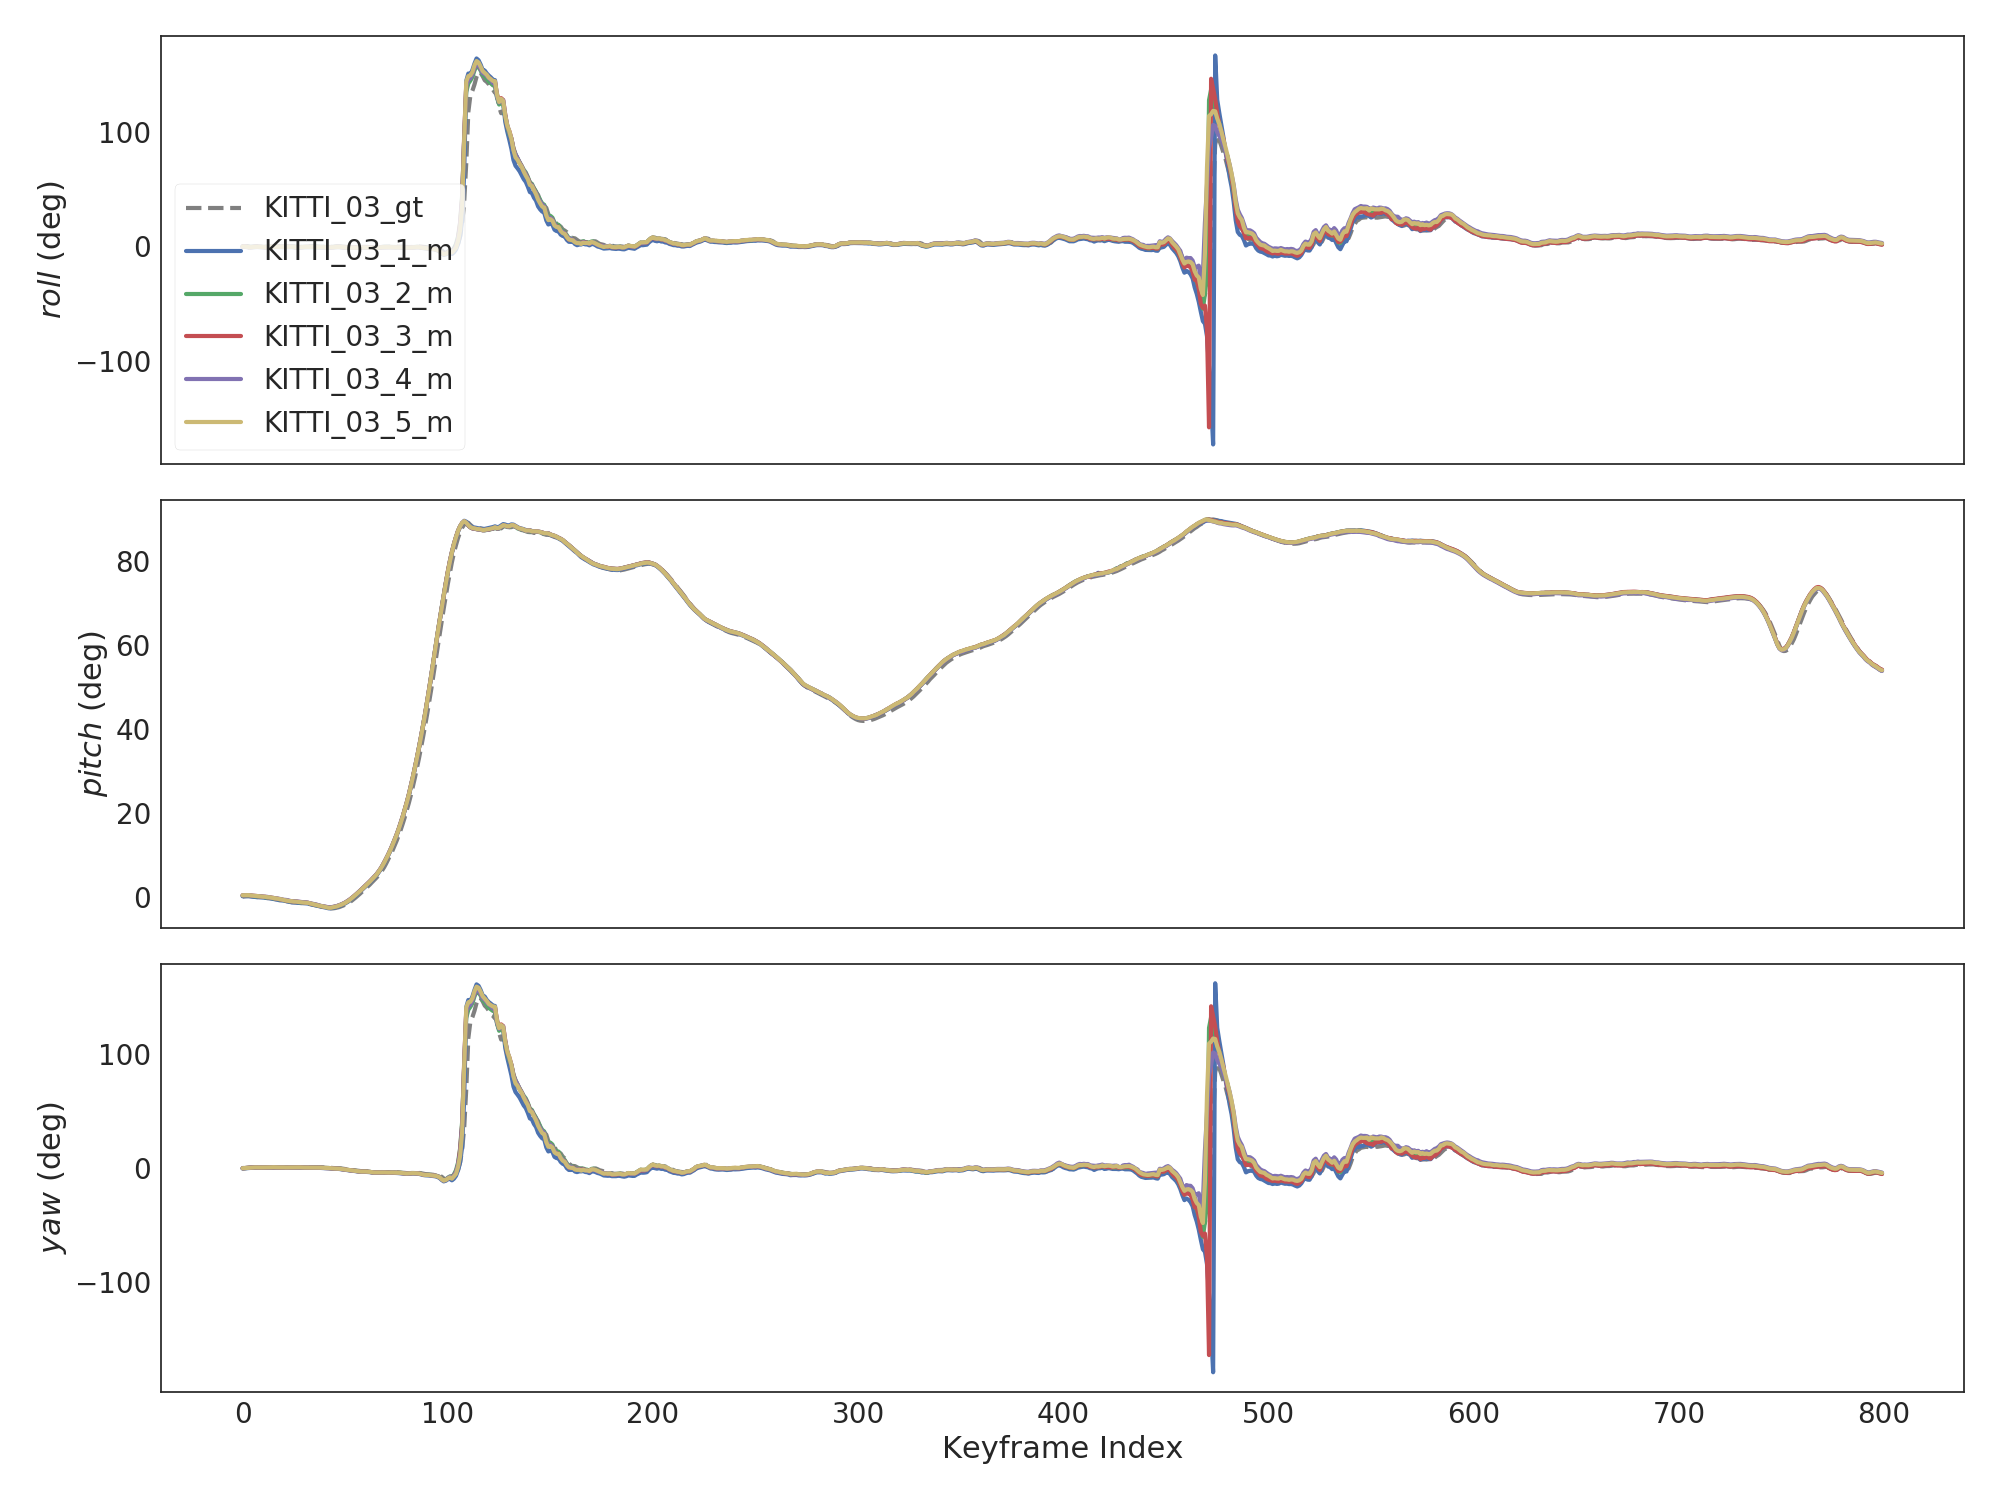 100
0
−100
roll (deg)
KITTI_03_gt
KITTI_03_1_m
KITTI_03_2_m
KITTI_03_3_m
KITTI_03_4_m
KITTI_03_5_m
80
60
40
20
0
pitch (deg)
100
0
−100
yaw (deg)
0 100 200 300 400 500 600 700 800
Keyframe Index